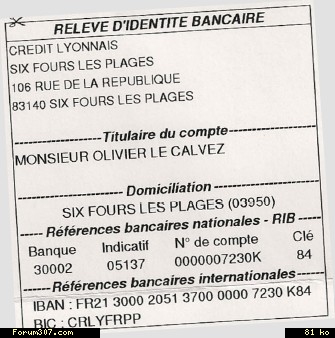 RELEVE D'IDENTITE BANCAIRE
CREDIT LYONNAIS
SIX FOURS LES PLAGES
106 RUE DE LA REPUBLIQUE
83140 SIX FOURS LES PLAGES
Titulaire du compte
MONSIEUR OLIVIER LE CALVEZ
Domiciliation
SIX FOURS LES PLAGES (03950)
Références bancaires nationales - RIB
Banque Indicatif N° de compte Clé
30002 05137 0000007230K 84
Références bancaires internationales
IBAN : FR21 3000 2051 3700 0000 7230 K84
BIC : CRLYFRPP
Forum307.com 81 ko